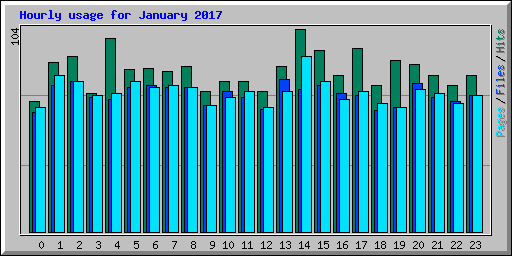 Hourly usage for January 2017
104
Pages / Files / Hits
0 1 2 3 4 5 6 7 8 9 10 11 12 13 14 15 16 17 18 19 20 21 22 23